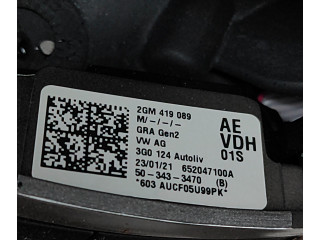 2GM 419 089
M/-/-/-
GRA Gen2
VW AG
3G0 124 Autoliv
23/01/21 652047100A
50-343-3470 (B)
*603 AUCF05U99PK*
AE
VDH
01S